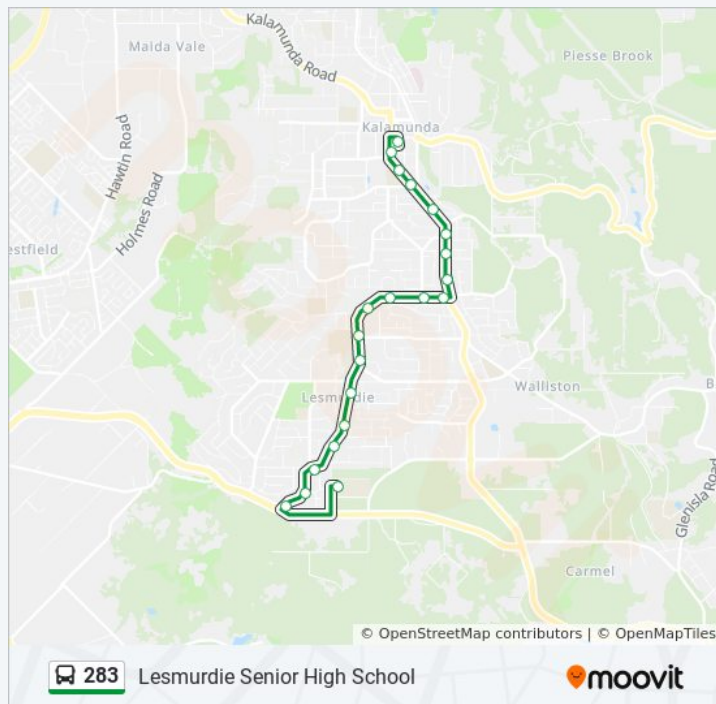 Maida Vale
Kalamunda Road
Piesse Brook
Kalamunda
Hawtin Road
Holmes Road
estfield
Walliston
B
Lesmurdie
Glenisla Road
Carmel
© OpenStreetMap contributors | © OpenMapTiles
283 Lesmurdie Senior High School
moovit